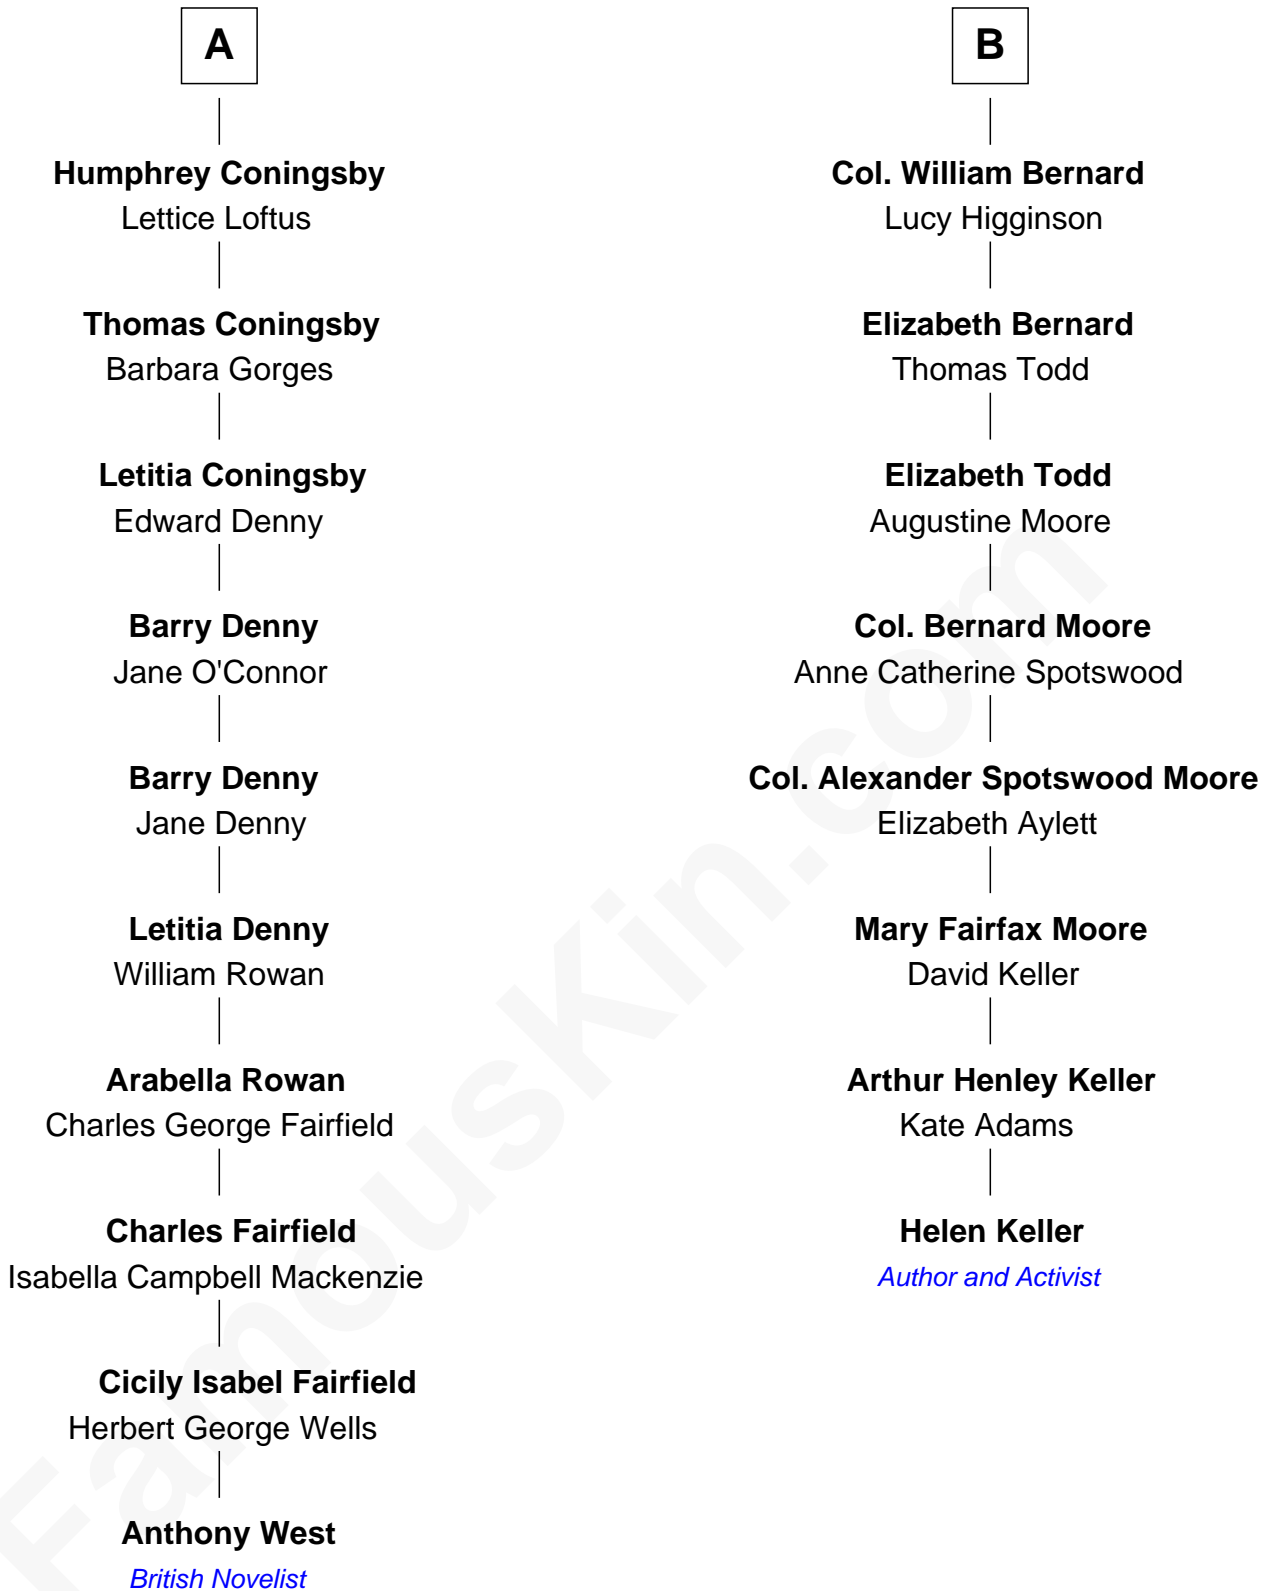 A
Humphrey Coningsby
Lettice Loftus
Thomas Coningsby
Barbara Gorges
Letitia Coningsby
Edward Denny
Barry Denny
Jane O'Connor
Barry Denny
Jane Denny
Letitia Denny
William Rowan
Arabella Rowan
Charles George Fairfield
Charles Fairfield
Isabella Campbell Mackenzie
Cicily Isabel Fairfield
Herbert George Wells
Anthony West
British Novelist
B
Col. William Bernard
Lucy Higginson
Elizabeth Bernard
Thomas Todd
Elizabeth Todd
Augustine Moore
Col. Bernard Moore
Anne Catherine Spotswood
Col. Alexander Spotswood Moore
Elizabeth Aylett
Mary Fairfax Moore
David Keller
Arthur Henley Keller
Kate Adams
Helen Keller
Author and Activist
FamousKin.com